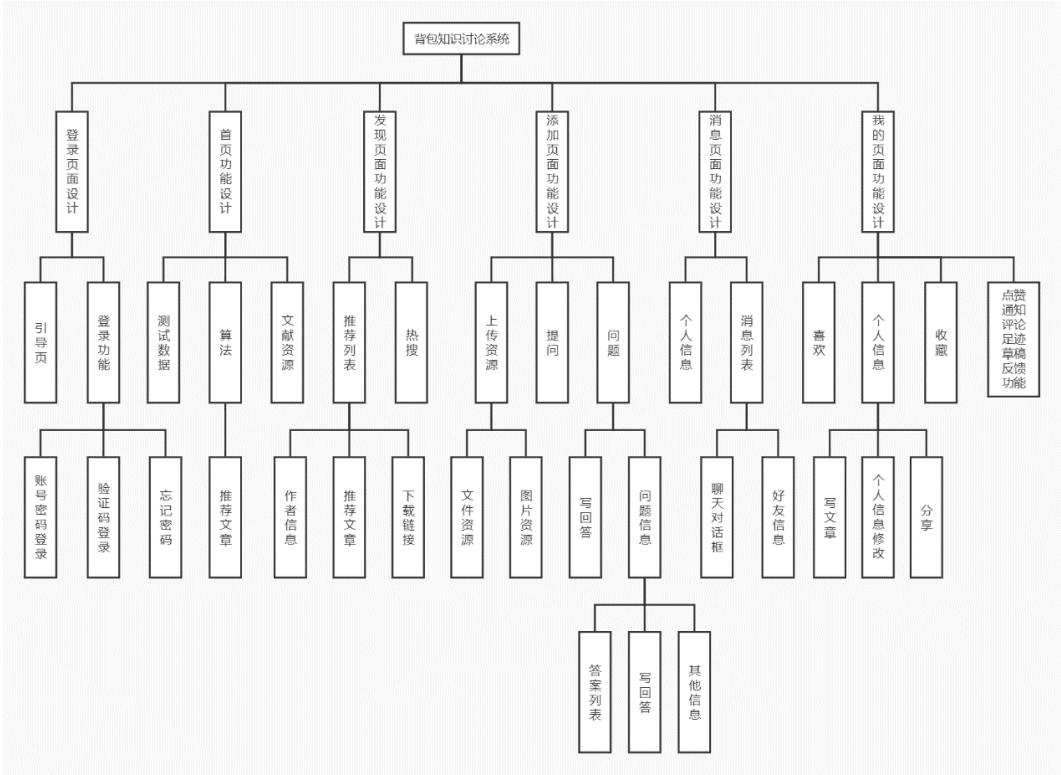 背包知识讨论系统
登录页面设计
首页功能设计
发现页面功能设计
添加页面功能设计
消息页面功能设计
我的页面功能设计
引导页
登录功能
测试数据
算法
文献资源
推荐列表
热搜
上传资源
提问
问题
个人信息
消息列表
喜欢
个人信息
收藏
点赞
通知
评论
足迹
草稿
反馈
功能
账号密码登录
验证码登录
忘记密码
推荐文章
作者信息
推荐文章
下载链接
文件资源
图片资源
写回答
问题信息
聊天对话框
好友信息
写文章
个人信息修改
分享
答案列表
写回答
其他信息